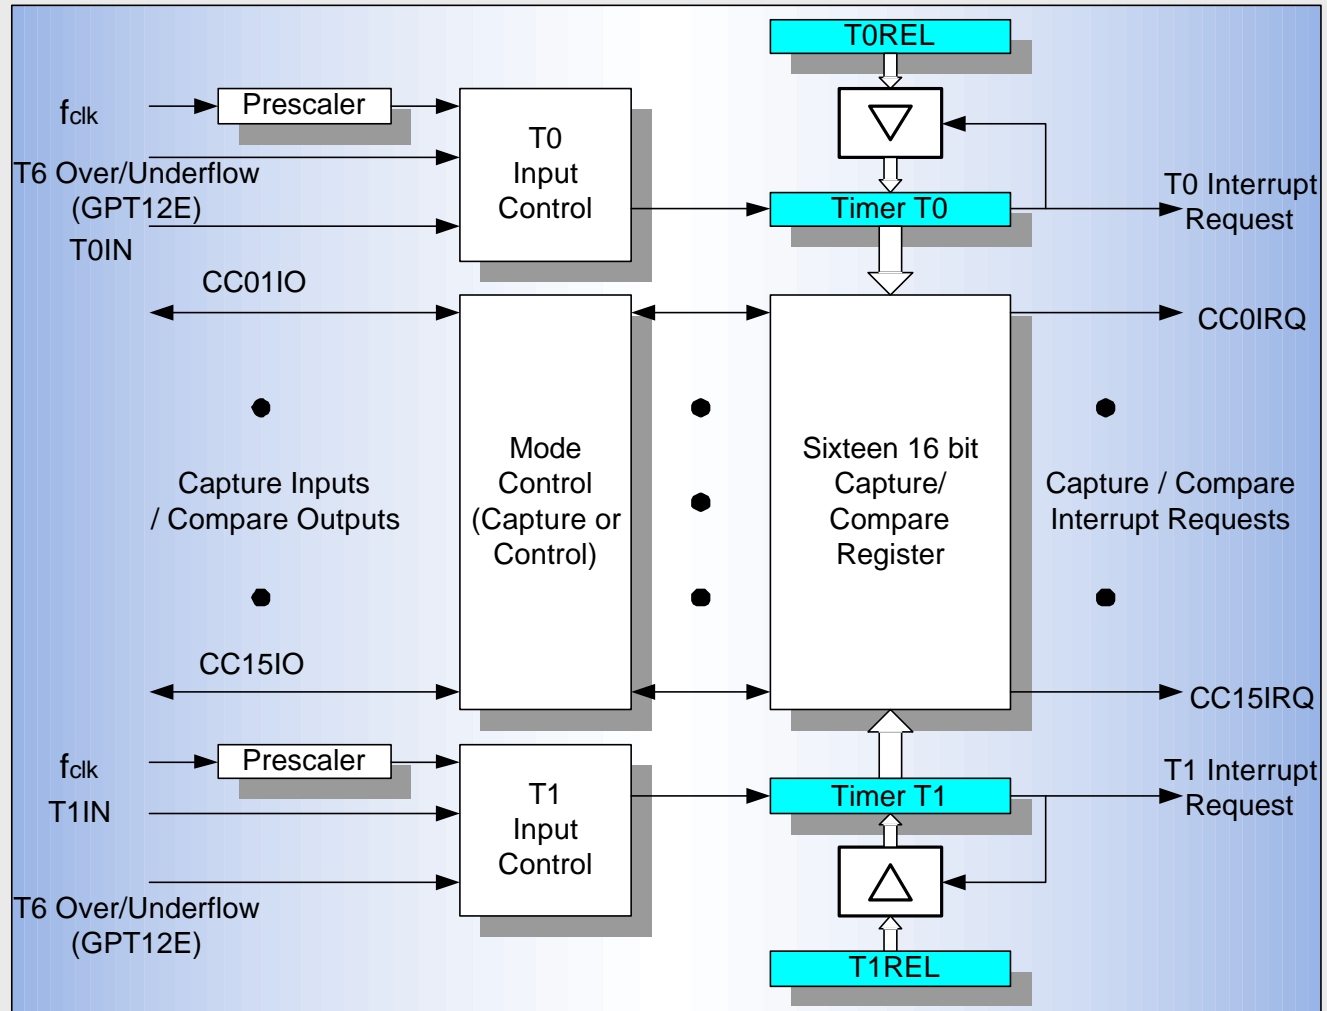 T0REL
fclk
Prescaler
T0
Input
Control
T6 Over/Underflow
(GPT12E)
T0IN
Timer T0
T0 Interrupt
Request
CC01IO
CC0IRQ
Capture Inputs
/ Compare Outputs
Mode
Control
(Capture or
Control)
Sixteen 16 bit
Capture/
Compare
Register
Capture / Compare
Interrupt Requests
CC15IO
CC15IRQ
fclk
Prescaler
T1IN
T1
Input
Control
Timer T1
T1 Interrupt
Request
T6 Over/Underflow
(GPT12E)
T1REL